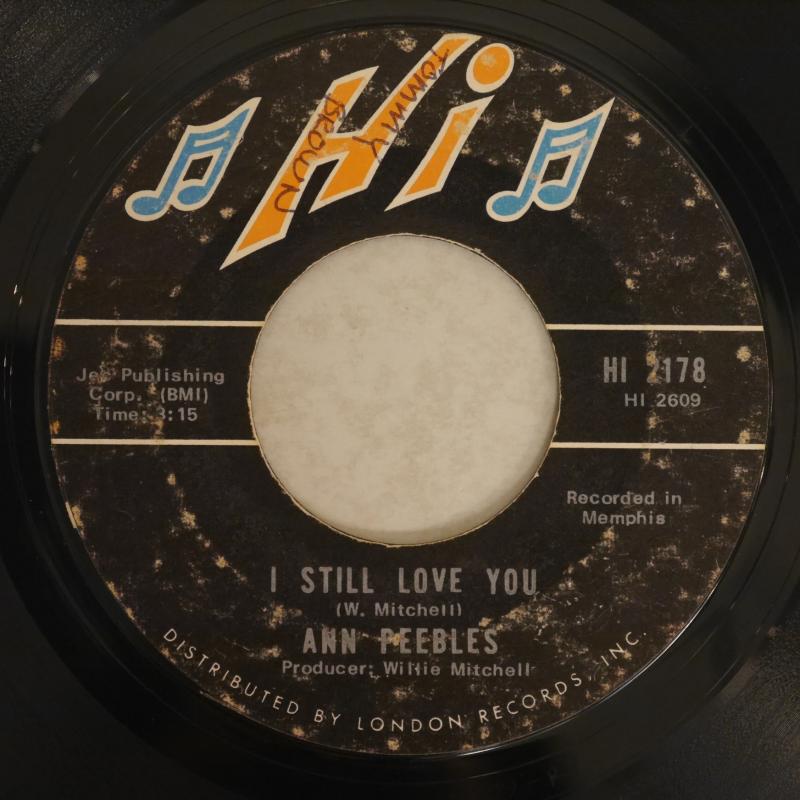 Hi
Tommy
Brown
Publishing
Corp. (BMI)
Time: 3:15
HI 2178
HI 2609
Recorded in
Memphis
I STILL LOVE YOU
(W. Mitchell)
ANN PEEBLES
Producer: Willie Mitchell
DISTRIBUTED BY LONDON RECORDS, INC.